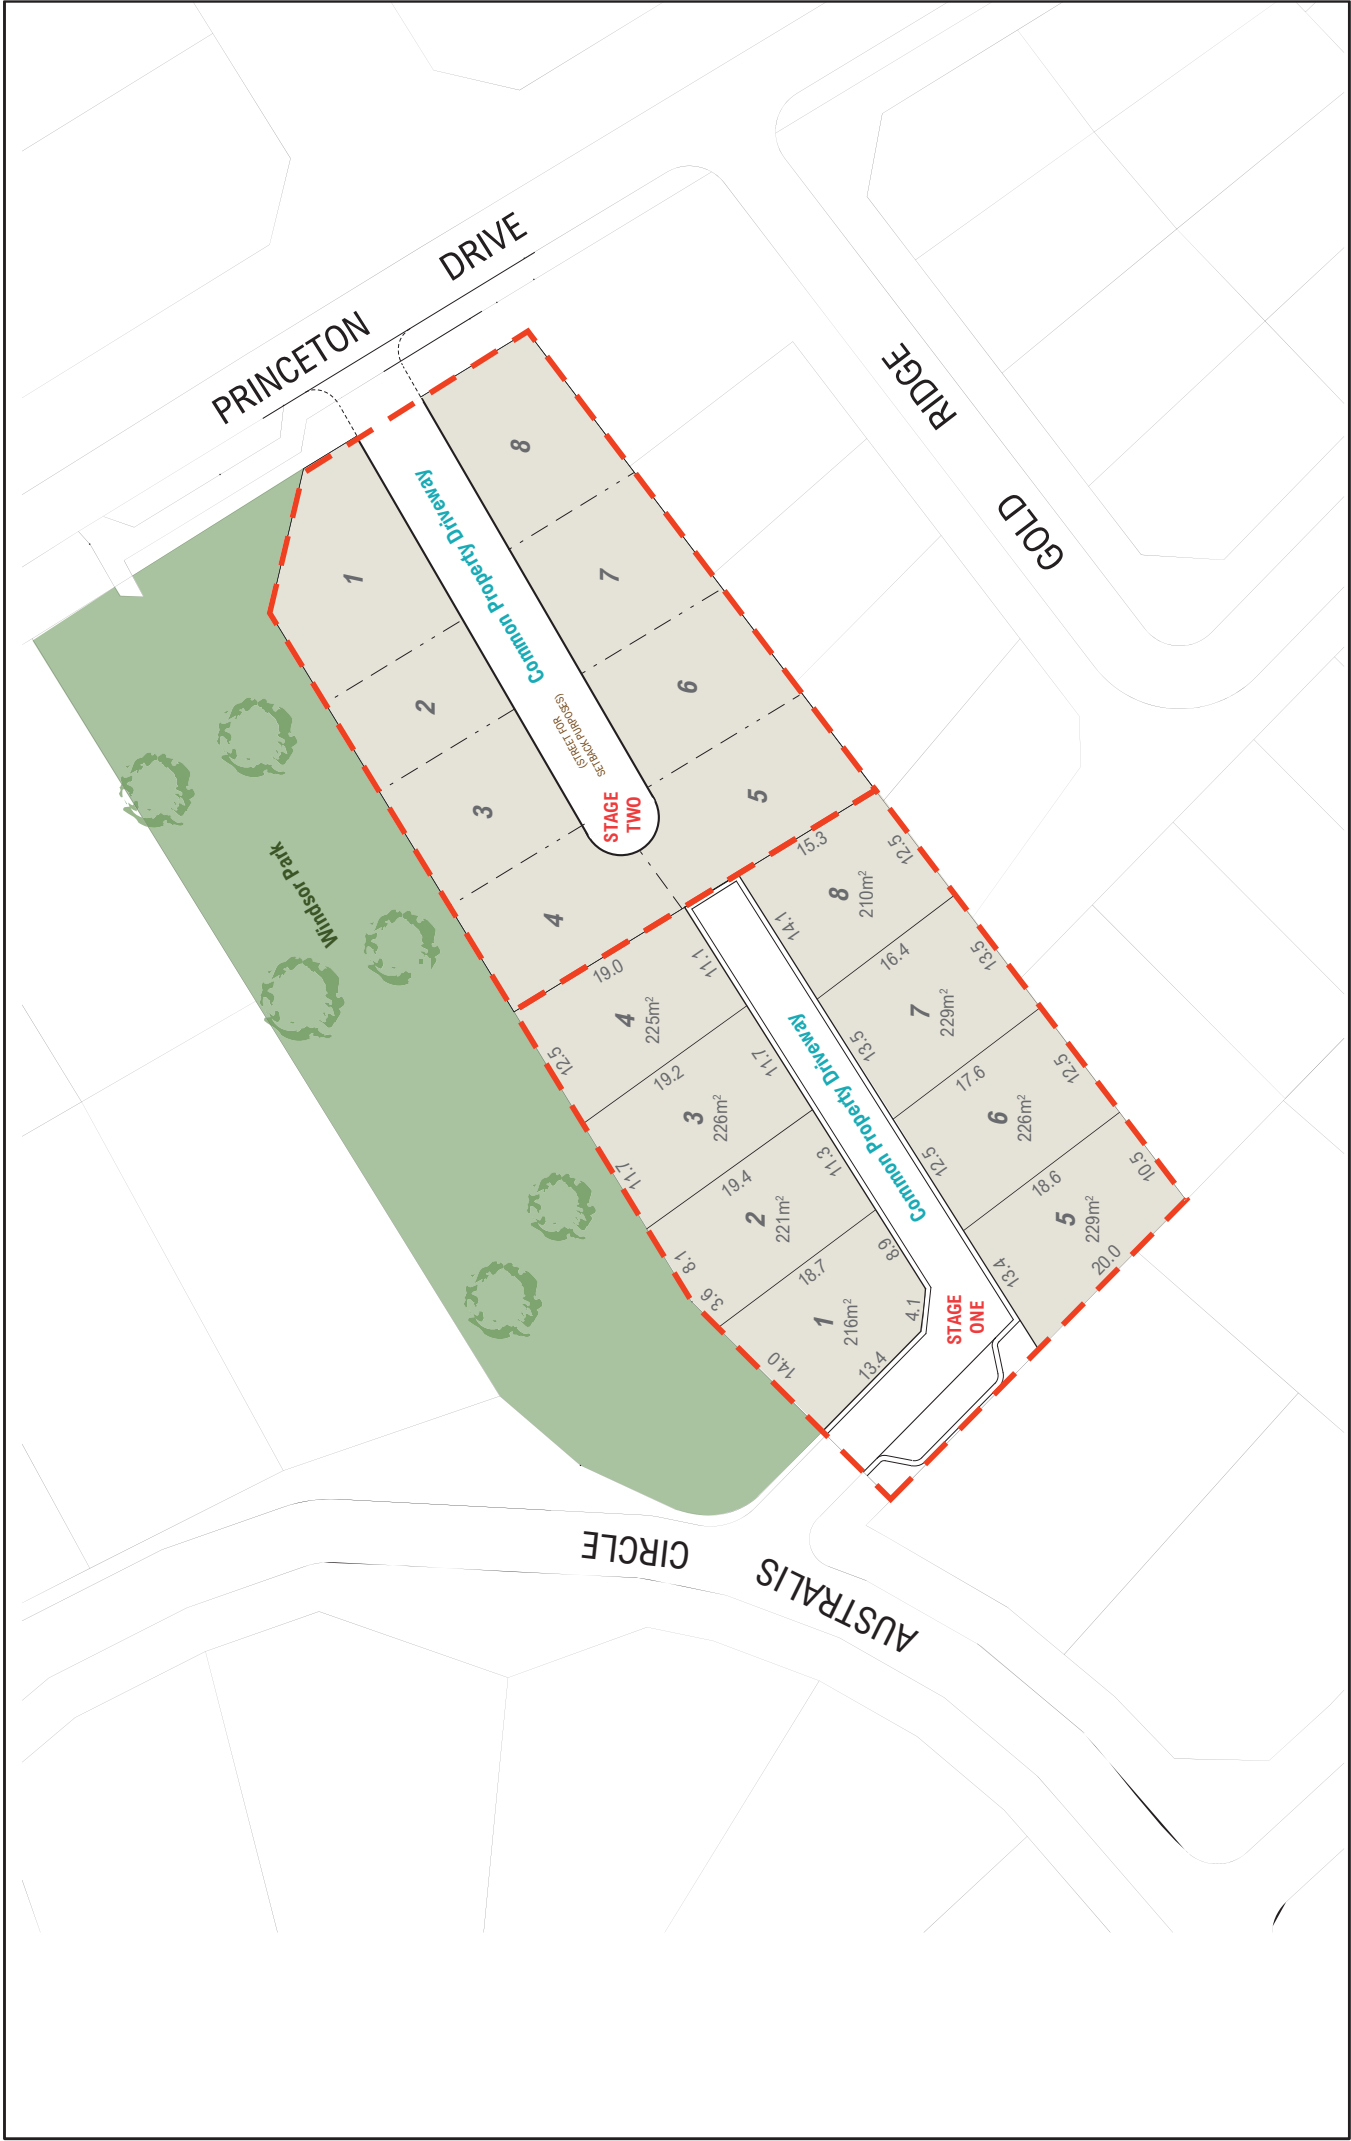 PRINCETON DRIVE
GOLD RIDGE
Windsor Park
1
2
3
4
5
6
7
8
Common Property Driveway
(STREET FOR
SETBACK PURPOSES)
STAGE
TWO
4
225m²
19.0
11.1
12.5
19.2
3
226m²
11.7
11.7
19.4
2
221m²
11.3
8.1
18.7
1
216m²
8.9
4.1
13.4
14.0
3.6
8
210m²
15.3
12.5
14.1
16.4
7
229m²
13.5
13.5
17.6
6
226m²
12.5
12.5
18.6
5
229m²
10.5
13.4
20.0
Common Property Driveway
STAGE
ONE
AUSTRALIS CIRCLE